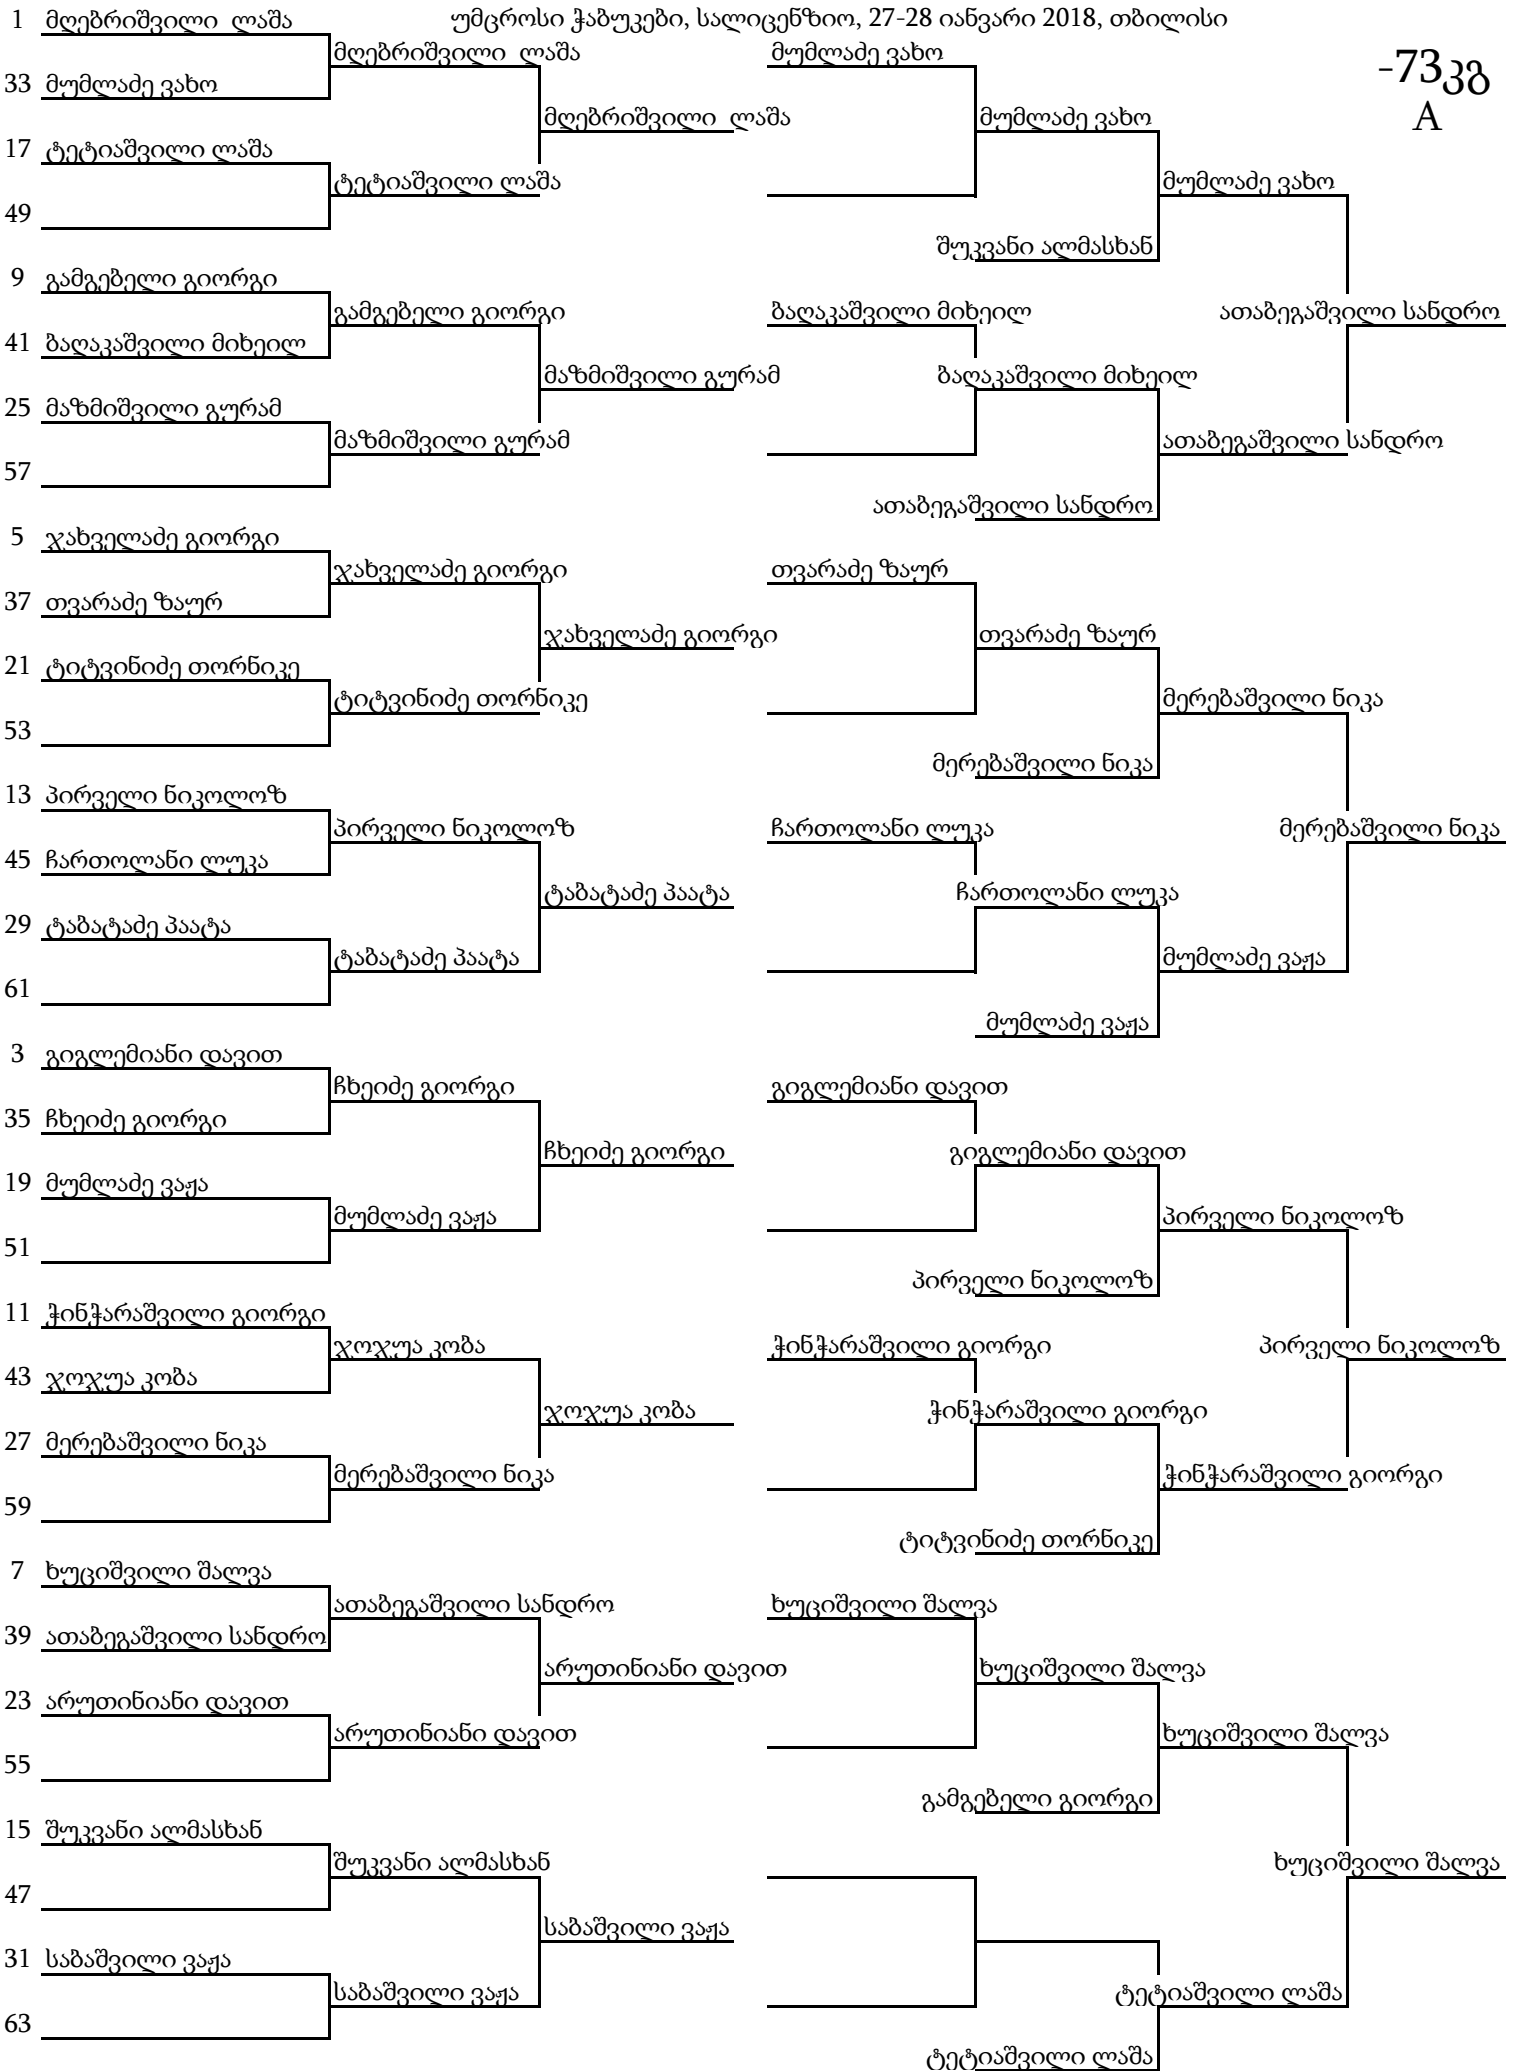 უმცროსი ჭაბუკები, სალიცენზიო, 27-28 იანვარი 2018, თბილისი
-73კგ
A
1 მღებრიშვილი ლაშა
33 მუმლაძე ვახო
17 ტეტიაშვილი ლაშა
49
9 გამგებელი გიორგი
41 ბაღაკაშვილი მიხეილ
25 მაზმიშვილი გურამ
57
5 ჯახველაძე გიორგი
37 თვარაძე ზაურ
21 ტიტვინიძე თორნიკე
53
13 პირველი ნიკოლოზ
45 ჩართოლანი ლუკა
29 ტაბატაძე პაატა
61
3 გიგლემიანი დავით
35 ჩხეიძე გიორგი
19 მუმლაძე ვაჟა
51
11 ჭინჭარაშვილი გიორგი
43 ჯოჯუა კობა
27 მერებაშვილი ნიკა
59
7 ხუციშვილი შალვა
39 ათაბეგაშვილი სანდრო
23 არუთინიანი დავით
55
15 შუკვანი ალმასხან
47
31 საბაშვილი ვაჟა
63
მღებრიშვილი ლაშა
ტეტიაშვილი ლაშა
გამგებელი გიორგი
მაზმიშვილი გურამ
ჯახველაძე გიორგი
ტიტვინიძე თორნიკე
პირველი ნიკოლოზ
ტაბატაძე პაატა
ჩხეიძე გიორგი
მუმლაძე ვაჟა
ჯოჯუა კობა
მერებაშვილი ნიკა
ათაბეგაშვილი სანდრო
არუთინიანი დავით
შუკვანი ალმასხან
საბაშვილი ვაჟა
მღებრიშვილი ლაშა
მაზმიშვილი გურამ
ჯახველაძე გიორგი
ტაბატაძე პაატა
ჩხეიძე გიორგი
ჯოჯუა კობა
არუთინიანი დავით
საბაშვილი ვაჟა
მუმლაძე ვახო
ბაღაკაშვილი მიხეილ
თვარაძე ზაურ
ჩართოლანი ლუკა
გიგლემიანი დავით
ჭინჭარაშვილი გიორგი
ხუციშვილი შალვა
მუმლაძე ვახო
შუკვანი ალმასხან
ბაღაკაშვილი მიხეილ
ათაბეგაშვილი სანდრო
თვარაძე ზაურ
მერებაშვილი ნიკა
ჩართოლანი ლუკა
მუმლაძე ვაჟა
გიგლემიანი დავით
პირველი ნიკოლოზ
ჭინჭარაშვილი გიორგი
ტიტვინიძე თორნიკე
ხუციშვილი შალვა
გამგებელი გიორგი
ტეტიაშვილი ლაშა
მუმლაძე ვახო
ათაბეგაშვილი სანდრო
მერებაშვილი ნიკა
მუმლაძე ვაჟა
პირველი ნიკოლოზ
ჭინჭარაშვილი გიორგი
ხუციშვილი შალვა
ტეტიაშვილი ლაშა
ათაბეგაშვილი სანდრო
მერებაშვილი ნიკა
პირველი ნიკოლოზ
ხუციშვილი შალვა